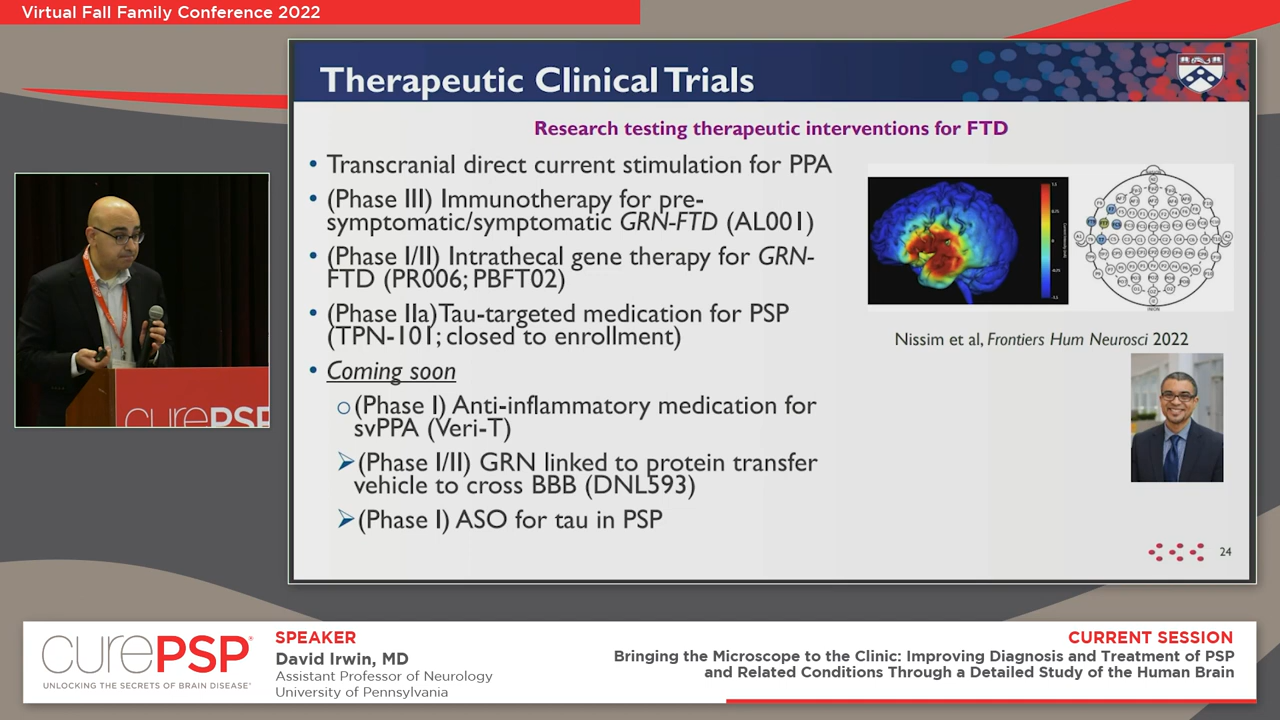 Virtual Fall Family Conference 2022
Therapeutic Clinical Trials
Research testing therapeutic interventions for FTD
• Transcranial direct current stimulation for PPA
• (Phase III) Immunotherapy for pre-
symptomatic/symptomatic GRN-FTD (AL001)
• (Phase I/II) Intrathecal gene therapy for GRN-
FTD (PR006; PBFT02)
• (Phase IIa)Tau-targeted medication for PSP
(TPN-101; closed to enrollment)
• Coming soon
o (Phase I) Anti-inflammatory medication for
svPPA (Veri-T)
➢ (Phase I/II) GRN linked to protein transfer
vehicle to cross BBB (DNL593)
➢ (Phase I) ASO for tau in PSP
Nissim et al, Frontiers Hum Neurosci 2022
24
curePSP
curePSP®
UNLOCKING THE SECRETS OF BRAIN DISEASE®
SPEAKER
David Irwin, MD
Assistant Professor of Neurology
University of Pennsylvania
CURRENT SESSION
Bringing the Microscope to the Clinic: Improving Diagnosis and Treatment of PSP
and Related Conditions Through a Detailed Study of the Human Brain